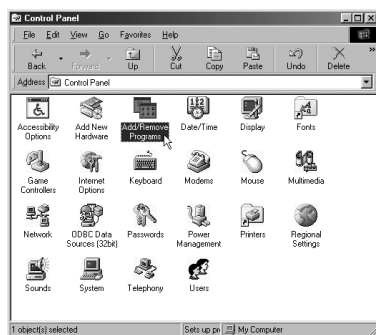 Control Panel
File Edit View Go Favorites Help
Back Forward Up Cut Copy Paste Undo Delete
Address Control Panel
Accessibility Options
Add New Hardware
Add/Remove Programs
Date/Time
Display
Fonts
Game Controllers
Internet Options
Keyboard
Modems
Mouse
Multimedia
Network
ODBC Data Sources (32bit)
Passwords
Power Management
Printers
Regional Settings
Sounds
System
Telephony
Users
1 object(s) selected Sets up pr My Computer